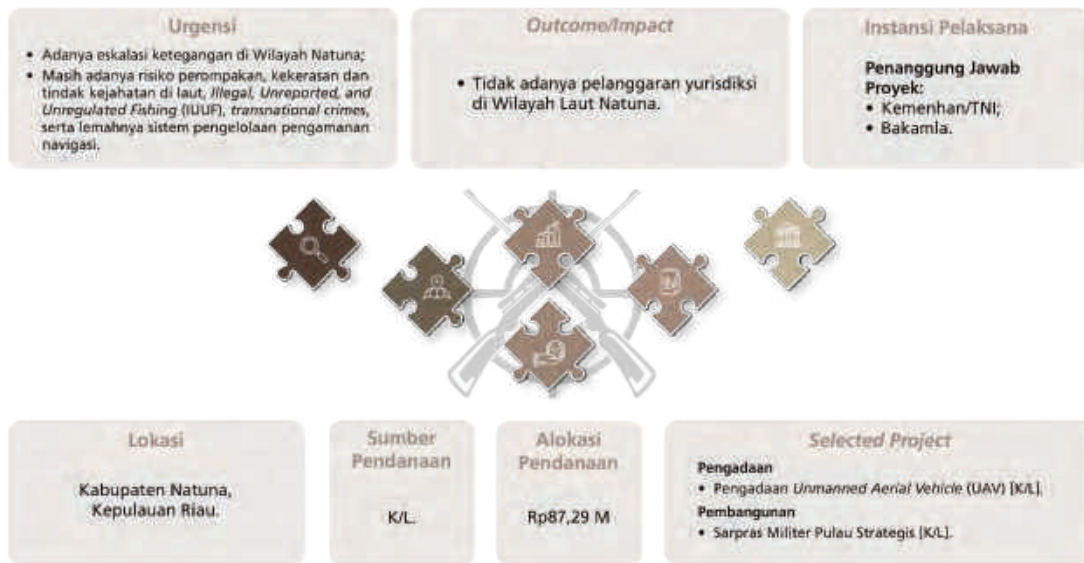 Urgensi
• Adanya eskalasi ketegangan di Wilayah Natuna;
• Masih adanya risiko perompakan, kekerasan dan
tindak kejahatan di laut, Illegal, Unreported, and
Unregulated Fishing (IUUF), transnational crimes,
serta lemahnya sistem pengelolaan pengamanan
navigasi.
Outcome/Impact
• Tidak adanya pelanggaran yurisdiksi
di Wilayah Laut Natuna.
Instansi Pelaksana
Penanggung Jawab
Proyek:
• Kemenhan/TNI;
• Bakamla.
Lokasi
Kabupaten Natuna,
Kepulauan Riau.
Sumber
Pendanaan
K/L.
Alokasi
Pendanaan
Rp87,29 M
Selected Project
Pengadaan
• Pengadaan Unmanned Aerial Vehicle (UAV) [K/L].
Pembangunan
• Sarpras Militer Pulau Strategis [K/L].